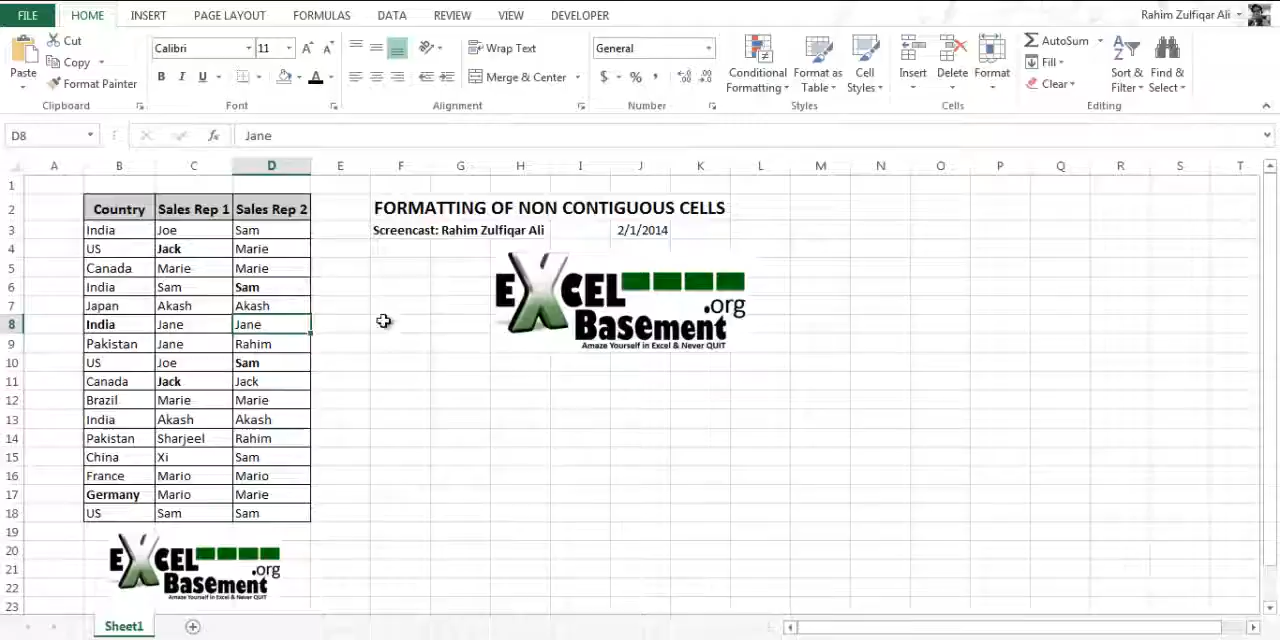 FILE HOME INSERT PAGE LAYOUT FORMULAS DATA REVIEW VIEW DEVELOPER Rahim Zulfiqar Ali
Paste Cut Copy Format Painter Clipboard
Calibri 11 B I U A Font
Wrap Text Merge & Center Alignment
General $ % , Number
Conditional Formatting Format as Table Cell Styles Styles
Insert Delete Format Cells
AutoSum Fill Clear Sort & Filter Find & Select Editing
D8 fx Jane
A B C D E F G H I J K L M N O P Q R S T
1
2 Country Sales Rep 1 Sales Rep 2 FORMATTING OF NON CONTIGUOUS CELLS
3 India Joe Sam Screencast: Rahim Zulfiqar Ali 2/1/2014
4 US Jack Marie
5 Canada Marie Marie
6 India Sam Sam
7 Japan Akash Akash
8 India Jane Jane
9 Pakistan Jane Rahim
10 US Joe Sam
11 Canada Jack Jack
12 Brazil Marie Marie
13 India Akash Akash
14 Pakistan Sharjeel Rahim
15 China Xi Sam
16 France Mario Mario
17 Germany Mario Marie
18 US Sam Sam
19
20
21
22
23
EXCEL
.org
Basement
Amaze Yourself in Excel & Never QUIT
EXCEL
.org
Basement
Amaze Yourself in Excel & Never QUIT
Sheet1